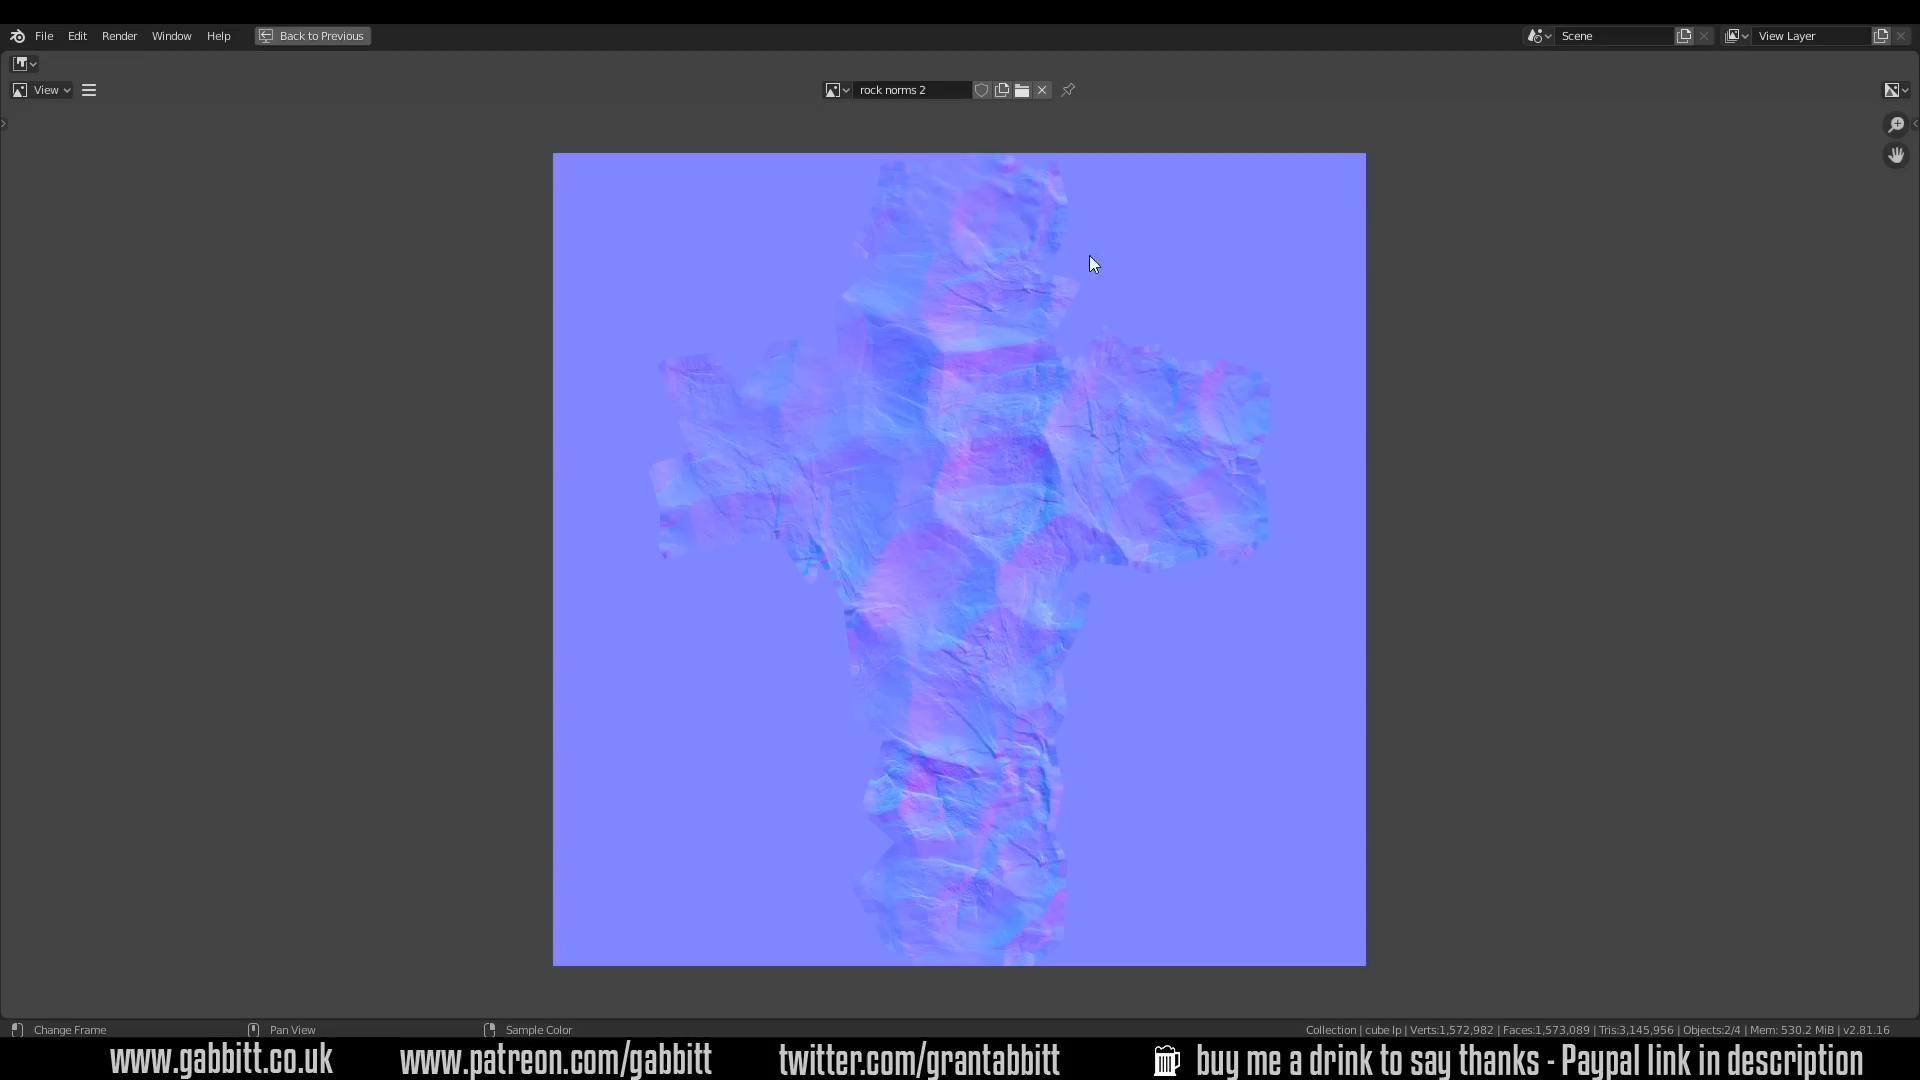 File Edit Render Window Help Back to Previous Scene View Layer
View rock norms 2
Change Frame Pan View Sample Color Collection | cube lp | Verts:1,572,982 | Faces:1,573,089 | Tris:3,145,956 | Objects:2/4 | Mem: 530.2 MiB | v2.81.16
www.gabbitt.co.uk www.patreon.com/gabbitt twitter.com/grantabbitt buy me a drink to say thanks - Paypal link in description